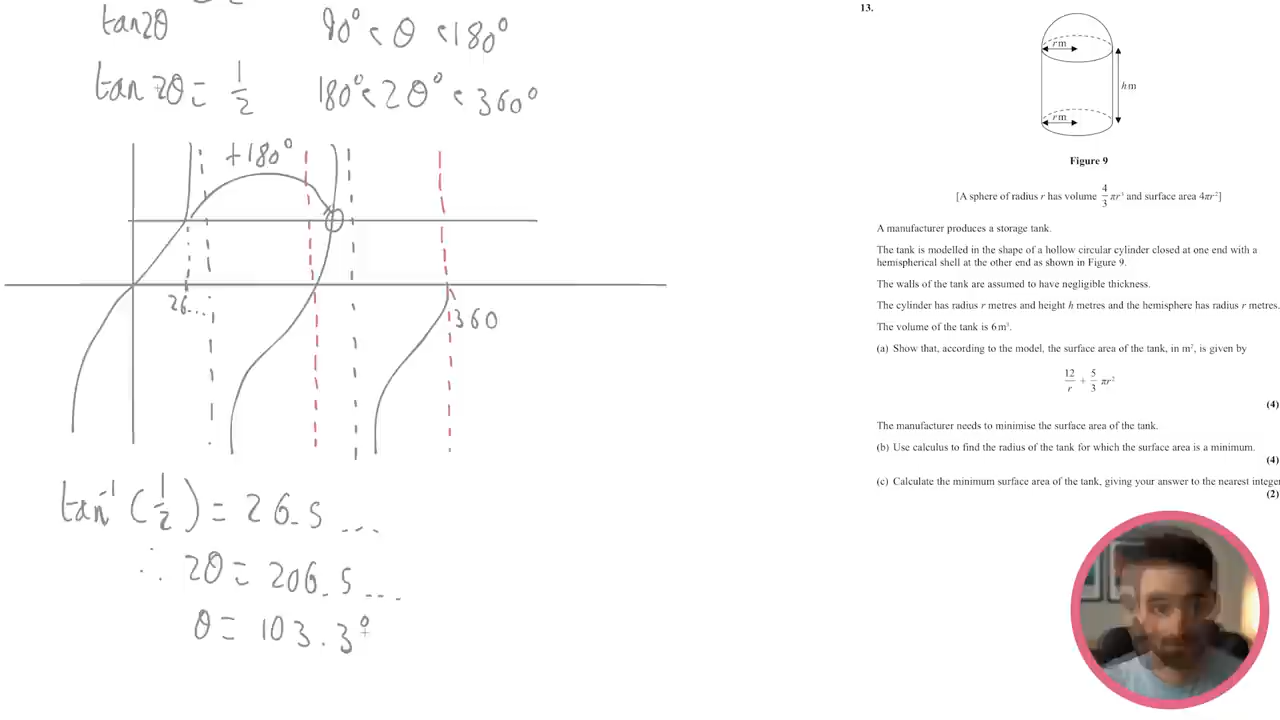 tan2θ
90° < θ < 180°
tan 2θ = 1/2
180° < 2θ° < 360°
+180°
26...
360
tan⁻¹ (1/2) = 26.5 ...
∴ 2θ = 206.5 ...
θ = 103.3°
13.
r m
h m
r m
Figure 9
[A sphere of radius r has volume 4/3 πr³ and surface area 4πr²]
A manufacturer produces a storage tank.
The tank is modelled in the shape of a hollow circular cylinder closed at one end with a
hemispherical shell at the other end as shown in Figure 9.
The walls of the tank are assumed to have negligible thickness.
The cylinder has radius r metres and height h metres and the hemisphere has radius r metres.
The volume of the tank is 6 m³.
(a) Show that, according to the model, the surface area of the tank, in m², is given by
12/r + 5/3 πr²
(4)
The manufacturer needs to minimise the surface area of the tank.
(b) Use calculus to find the radius of the tank for which the surface area is a minimum.
(4)
(c) Calculate the minimum surface area of the tank, giving your answer to the nearest integer
(2)